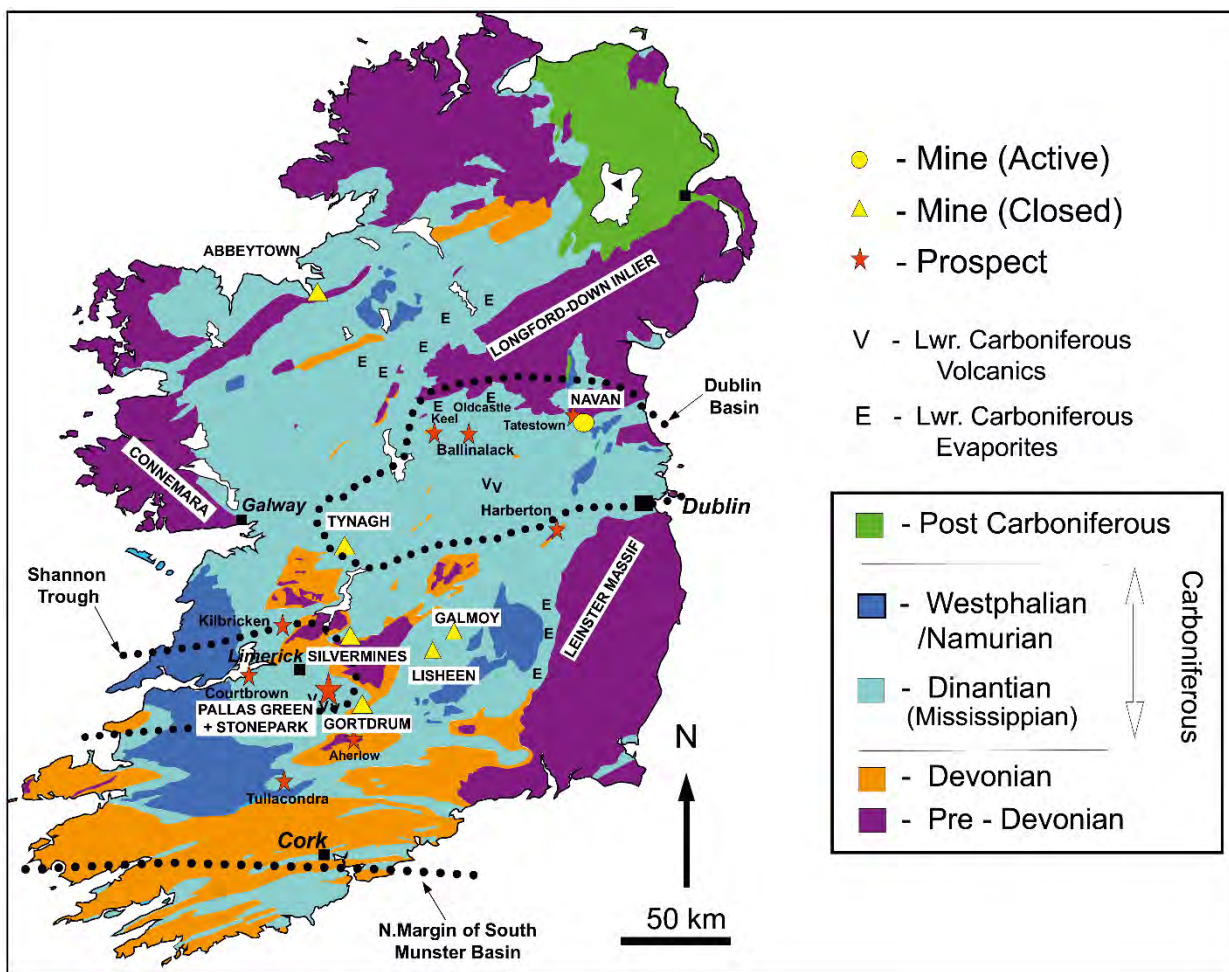 ABBEYTOWN
LONGFORD-DOWN INLIER
E
E
E
E
E
NAVAN
Dublin
Basin
E
E
Oldcastle
Keel
Tatestown
Ballinalack
CONNEMARA
VV
Galway
Harberton
Dublin
TYNAGH
LEINSTER MASSIF
Shannon
Trough
Kilbricken
GALMOY
E
E
E
Limerick
SILVERMINES
LISHEEN
Courtbrown
PALLAS GREEN
+ STONEPARK
VVV
GORTDRUM
Aherlow
Tullacondra
Cork
N.Margin of South
Munster Basin
N
50 km
- Mine (Active)
- Mine (Closed)
- Prospect
V - Lwr. Carboniferous
Volcanics
E - Lwr. Carboniferous
Evaporites
- Post Carboniferous
- Westphalian
/Namurian
- Dinantian
(Mississippian)
Carboniferous
- Devonian
- Pre - Devonian